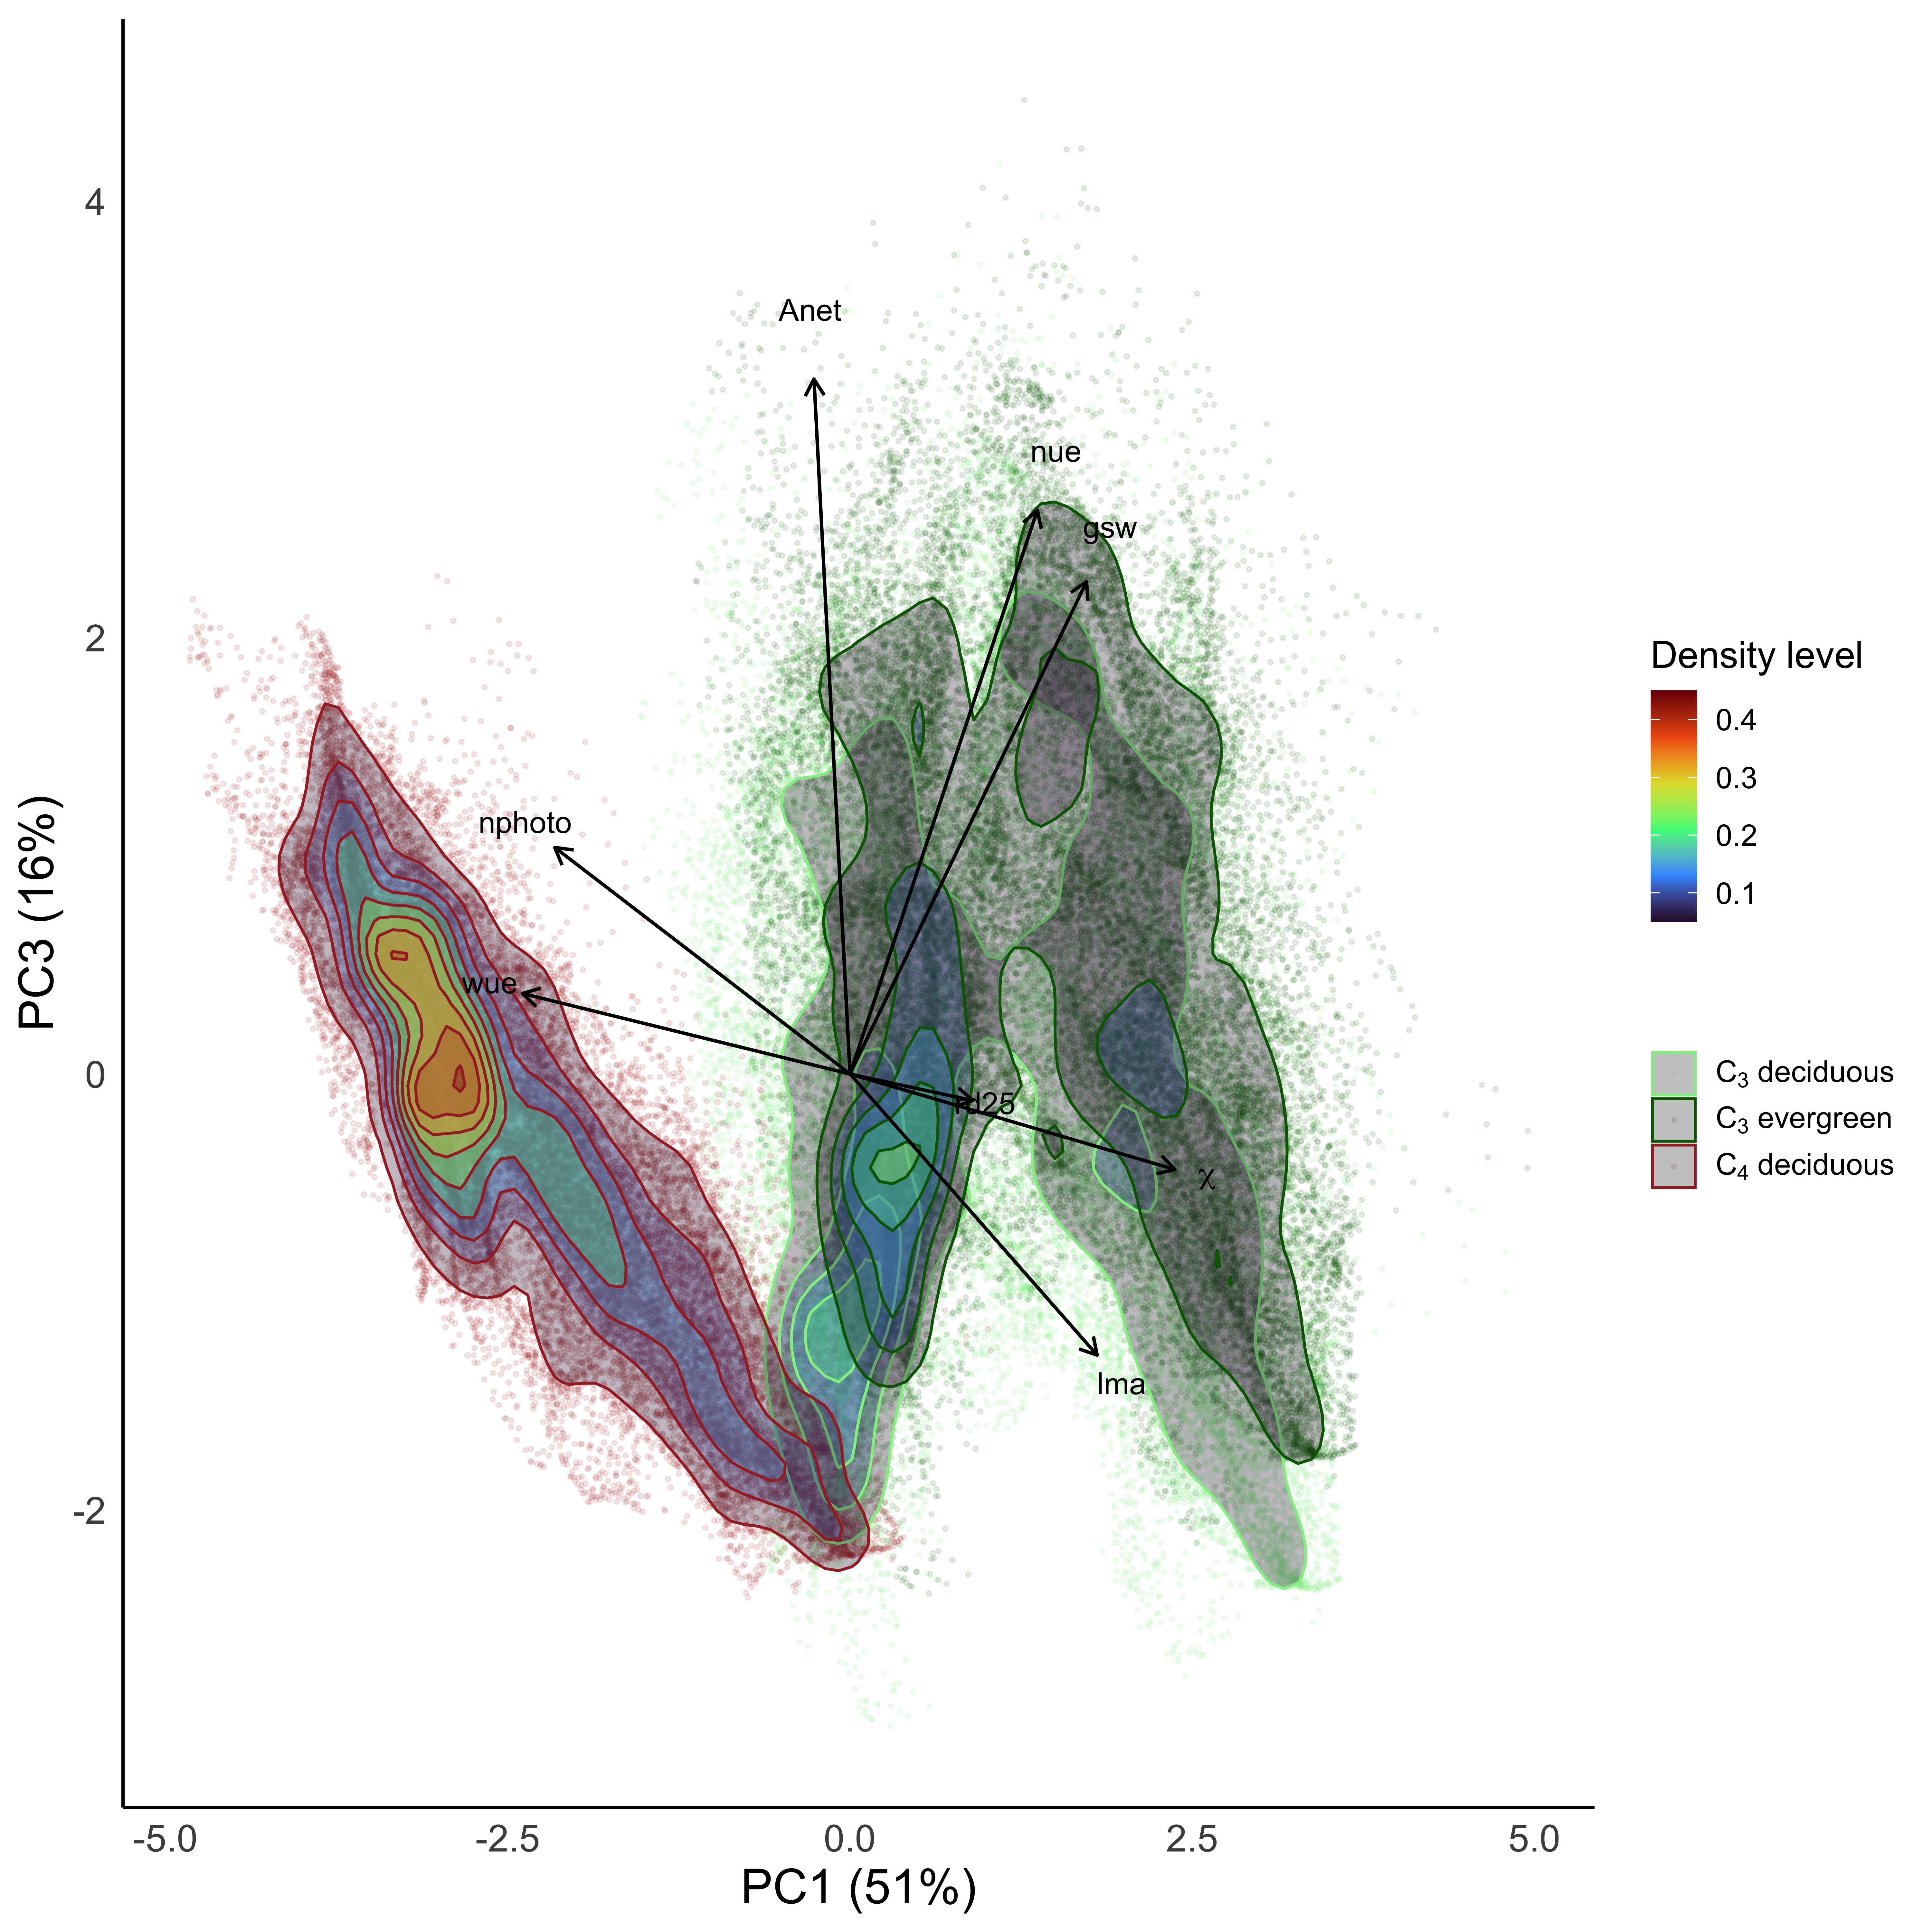 Anet
nue
gsw
nphoto
wue
rd25
χ
lma
PC3 (16%)
4
2
0
-2
-5.0
-2.5
0.0
2.5
5.0
PC1 (51%)
Density level
0.4
0.3
0.2
0.1
C₃ deciduous
C₃ evergreen
C₄ deciduous